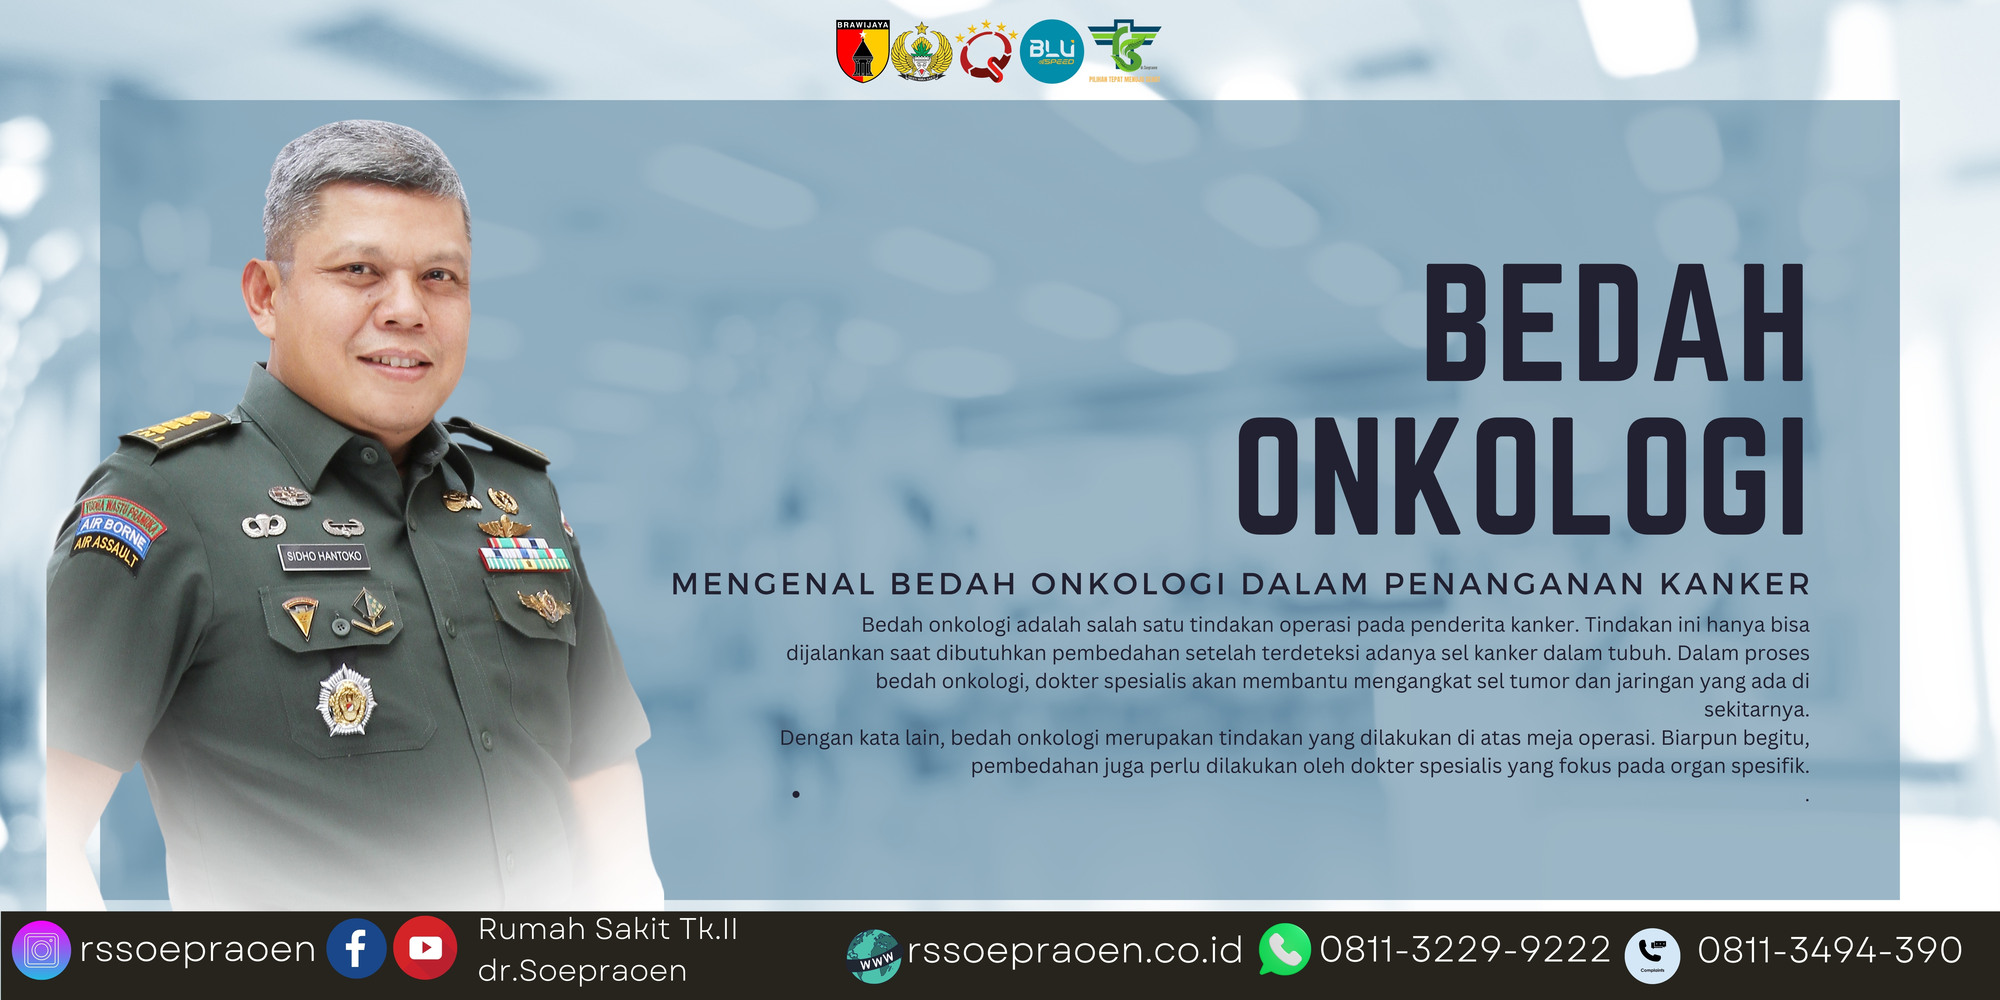 BRAWIJAYA
BLU
SPEED
BEDAH
ONKOLOGI
MENGENAL BEDAH ONKOLOGI DALAM PENANGANAN KANKER
Bedah onkologi adalah salah satu tindakan operasi pada penderita kanker. Tindakan ini hanya bisa
dijalankan saat dibutuhkan pembedahan setelah terdeteksi adanya sel kanker dalam tubuh. Dalam proses
bedah onkologi, dokter spesialis akan membantu mengangkat sel tumor dan jaringan yang ada di
sekitarnya.
Dengan kata lain, bedah onkologi merupakan tindakan yang dilakukan di atas meja operasi. Biarpun begitu,
pembedahan juga perlu dilakukan oleh dokter spesialis yang fokus pada organ spesifik.
• .
AIR BORNE
AIR ASSAULT
SIDHO HANTOKO
rssoepraoen
Rumah Sakit Tk.II
dr.Soepraoen
WWW
rssoepraoen.co.id
0811-3229-9222
Complaints
0811-3494-390